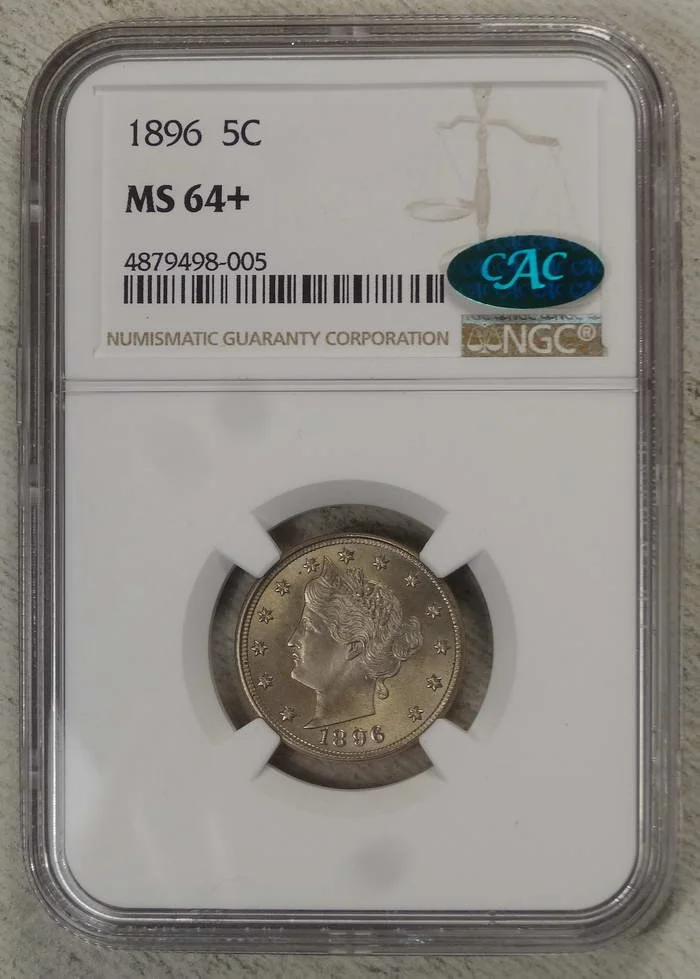 1896 5C
MS 64+
4879498-005
CAC
NUMISMATIC GUARANTY CORPORATION
NGC®
1896